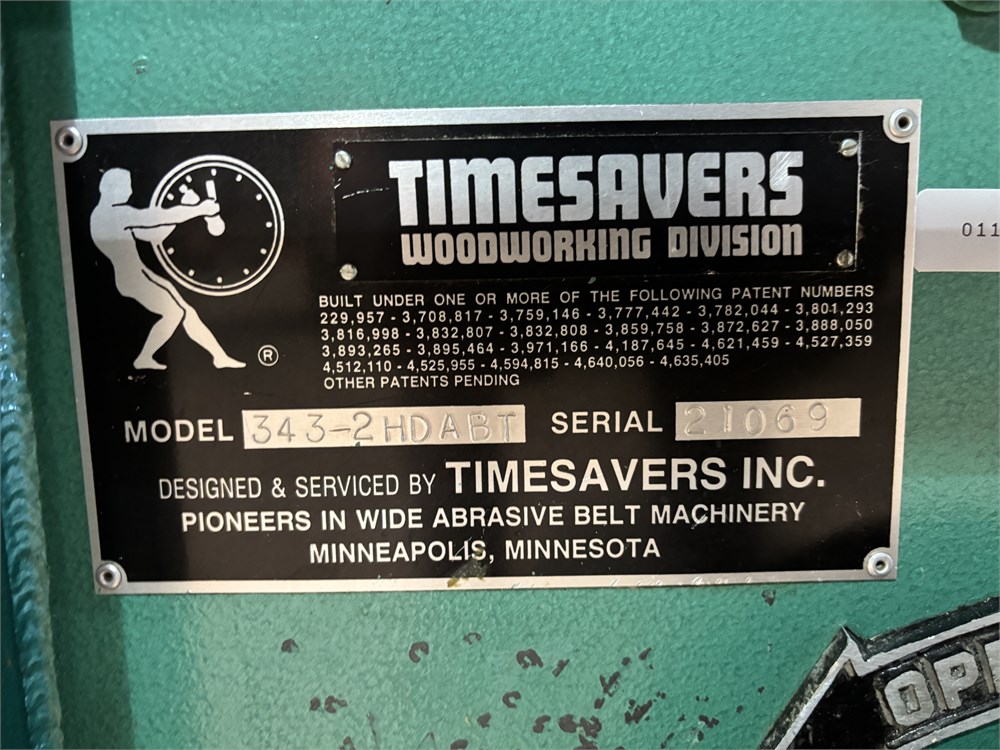 TIMESAVERS
WOODWORKING DIVISION
BUILT UNDER ONE OR MORE OF THE FOLLOWING PATENT NUMBERS
229,957 - 3,708,817 - 3,759,146 - 3,777,442 - 3,782,044 - 3,801,293
3,816,998 - 3,832,807 - 3,832,808 - 3,859,758 - 3,872,627 - 3,888,050
3,893,265 - 3,895,464 - 3,971,166 - 4,187,645 - 4,621,459 - 4,527,359
4,512,110 - 4,525,955 - 4,594,815 - 4,640,056 - 4,635,405
OTHER PATENTS PENDING
®
MODEL 343-2HDABT SERIAL 21069
DESIGNED & SERVICED BY TIMESAVERS INC.
PIONEERS IN WIDE ABRASIVE BELT MACHINERY
MINNEAPOLIS, MINNESOTA
011